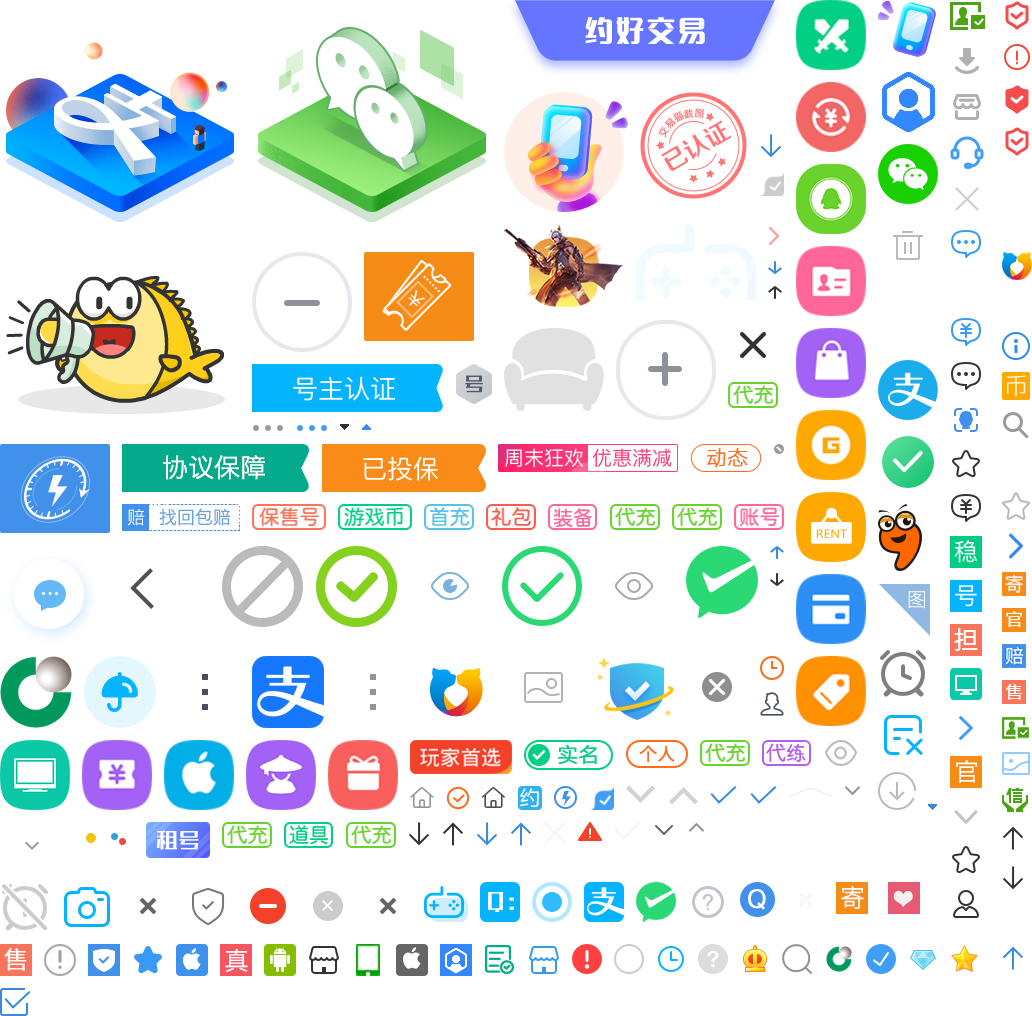 约好交易
交易猫截图
已认证
号主认证
号
代充
协议保障
已投保
周末狂欢 优惠满减
动态
币
赔 找回包赔
保售号
游戏币
首充
礼包
装备
代充
代充
账号
G
RENT
图
稳
号
担
官
寄
官
赔
售
信
支
支
玩家首选
实名
个人
代充
代练
约
租号
代充
道具
代充
支
Q
寄
售
真